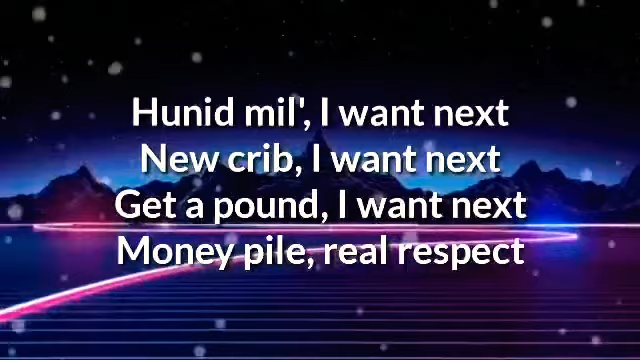 Hunid mil', I want next
New crib, I want next
Get a pound, I want next
Money pile, real respect